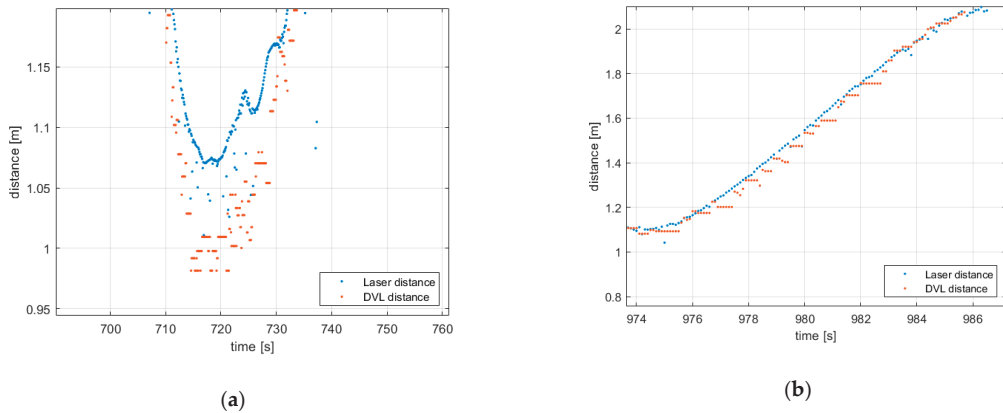 1.15
1.1
1.05
1
0.95
distance [m]
700 710 720 730 740 750 760
time [s]
Laser distance
DVL distance
(a)
2
1.8
1.6
1.4
1.2
1
0.8
distance [m]
974 976 978 980 982 984 986
time [s]
Laser distance
DVL distance
(b)